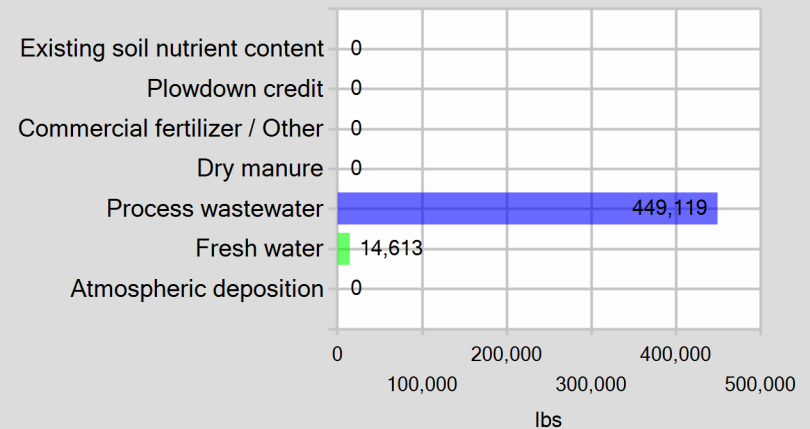 Existing soil nutrient content 0
Plowdown credit 0
Commercial fertilizer / Other 0
Dry manure 0
Process wastewater 449,119
Fresh water 14,613
Atmospheric deposition 0
0 200,000 400,000
100,000 300,000 500,000
lbs